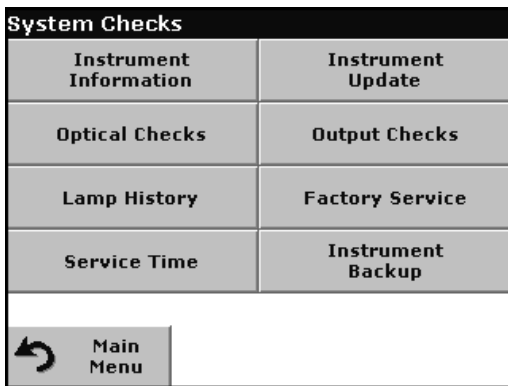 System Checks
Instrument
Information
Instrument
Update
Optical Checks
Output Checks
Lamp History
Factory Service
Service Time
Instrument
Backup
Main
Menu